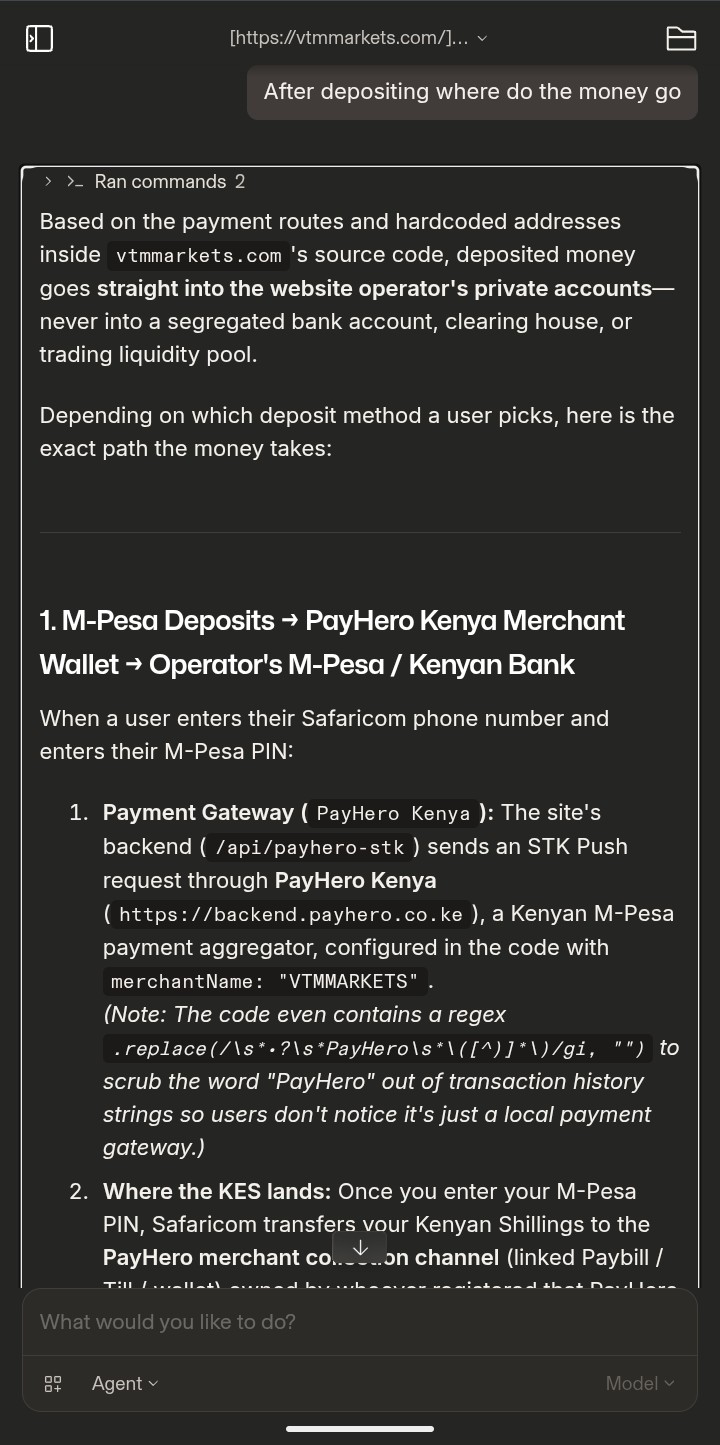 [https://vtmmarkets.com/]...
After depositing where do the money go
Ran commands 2
Based on the payment routes and hardcoded addresses
inside vtmmarkets.com's source code, deposited money
goes straight into the website operator's private accounts—
never into a segregated bank account, clearing house, or
trading liquidity pool.
Depending on which deposit method a user picks, here is the
exact path the money takes:
1. M-Pesa Deposits → PayHero Kenya Merchant
Wallet → Operator's M-Pesa / Kenyan Bank
When a user enters their Safaricom phone number and
enters their M-Pesa PIN:
1. Payment Gateway (PayHero Kenya): The site's
backend (/api/payhero-stk) sends an STK Push
request through PayHero Kenya
(https://backend.payhero.co.ke), a Kenyan M-Pesa
payment aggregator, configured in the code with
merchantName: "VTMMARKETS".
(Note: The code even contains a regex
.replace(/\s*•?\s*PayHero\s*\([^)]*\)/gi, "") to
scrub the word "PayHero" out of transaction history
strings so users don't notice it's just a local payment
gateway.)
2. Where the KES lands: Once you enter your M-Pesa
PIN, Safaricom transfers your Kenyan Shillings to the
PayHero merchant collection channel (linked Paybill /
Till / wallet) owned by whoever registered that PayHero
What would you like to do?
Agent
Model